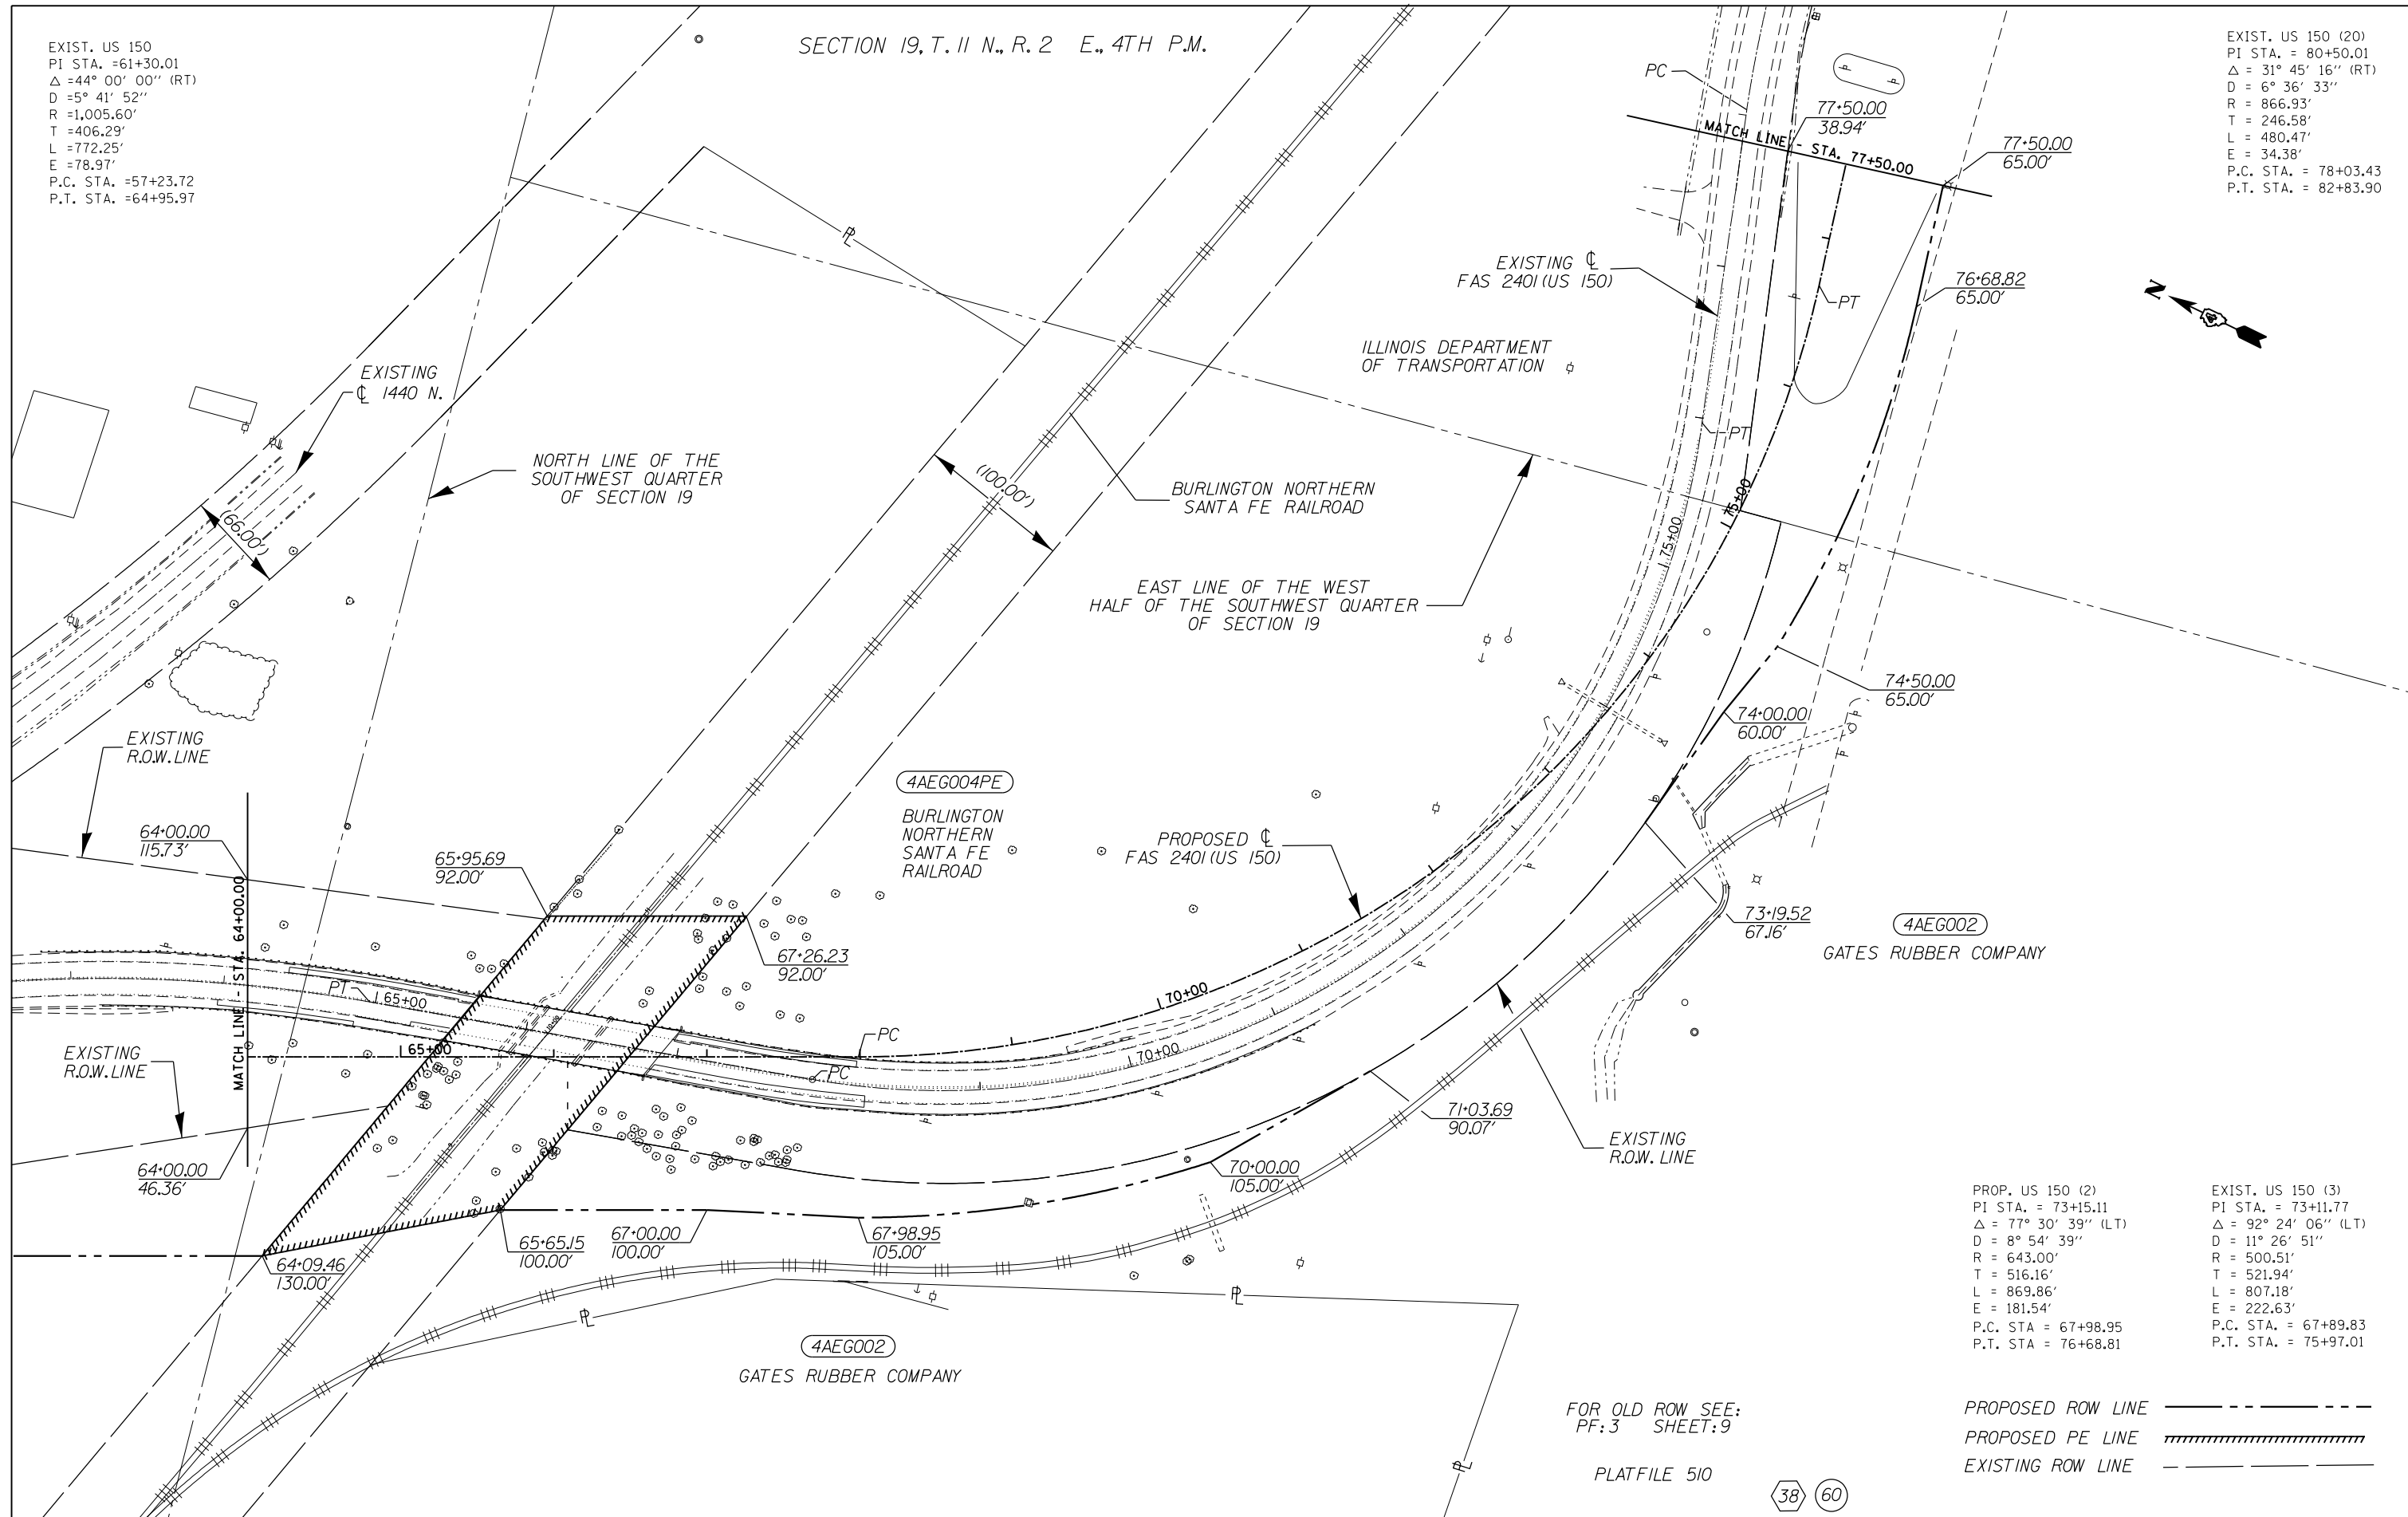 SECTION 19, T. 11 N., R. 2 E., 4TH P.M.
EXIST. US 150
PI STA. =61+30.01
△ =44° 00' 00'' (RT)
D =5° 41' 52''
R =1,005.60'
T =406.29'
L =772.25'
E =78.97'
P.C. STA. =57+23.72
P.T. STA. =64+95.97
EXIST. US 150 (20)
PI STA. = 80+50.01
△ = 31° 45' 16'' (RT)
D = 6° 36' 33''
R = 866.93'
T = 246.58'
L = 480.47'
E = 34.38'
P.C. STA. = 78+03.43
P.T. STA. = 82+83.90
PC
77+50.00
38.94'
MATCH LINE - STA. 77+50.00
77+50.00
65.00'
P̲L
EXISTING ℄
FAS 2401 (US 150)
PT
76+68.82
65.00'
N
ILLINOIS DEPARTMENT
OF TRANSPORTATION
EXISTING
℄ 1440 N.
PT
NORTH LINE OF THE
SOUTHWEST QUARTER
OF SECTION 19
(100.00')
BURLINGTON NORTHERN
SANTA FE RAILROAD
75+00
75+00
(66.00')
EAST LINE OF THE WEST
HALF OF THE SOUTHWEST QUARTER
OF SECTION 19
74+50.00
65.00'
74+00.00
60.00'
EXISTING
R.O.W. LINE
4AEG004PE
BURLINGTON
NORTHERN
SANTA FE
RAILROAD
PROPOSED ℄
FAS 2401 (US 150)
64+00.00
115.73'
65+95.69
92.00'
73+19.52
67.16'
4AEG002
GATES RUBBER COMPANY
67+26.23
92.00'
MATCH LINE - STA. 64+00.00
PT
65+00
70+00
65+00
PC
70+00
PC
EXISTING
R.O.W. LINE
71+03.69
90.07'
EXISTING
R.O.W. LINE
64+00.00
46.36'
70+00.00
105.00'
65+65.15
100.00'
67+00.00
100.00'
67+98.95
105.00'
64+09.46
130.00'
PL
PL
4AEG002
GATES RUBBER COMPANY
PL
PROP. US 150 (2)
PI STA. = 73+15.11
△ = 77° 30' 39'' (LT)
D = 8° 54' 39''
R = 643.00'
T = 516.16'
L = 869.86'
E = 181.54'
P.C. STA = 67+98.95
P.T. STA = 76+68.81
EXIST. US 150 (3)
PI STA. = 73+11.77
△ = 92° 24' 06'' (LT)
D = 11° 26' 51''
R = 500.51'
T = 521.94'
L = 807.18'
E = 222.63'
P.C. STA. = 67+89.83
P.T. STA. = 75+97.01
FOR OLD ROW SEE:
PF: 3 SHEET: 9
PLATFILE 510
38 60
PROPOSED ROW LINE
PROPOSED PE LINE
EXISTING ROW LINE